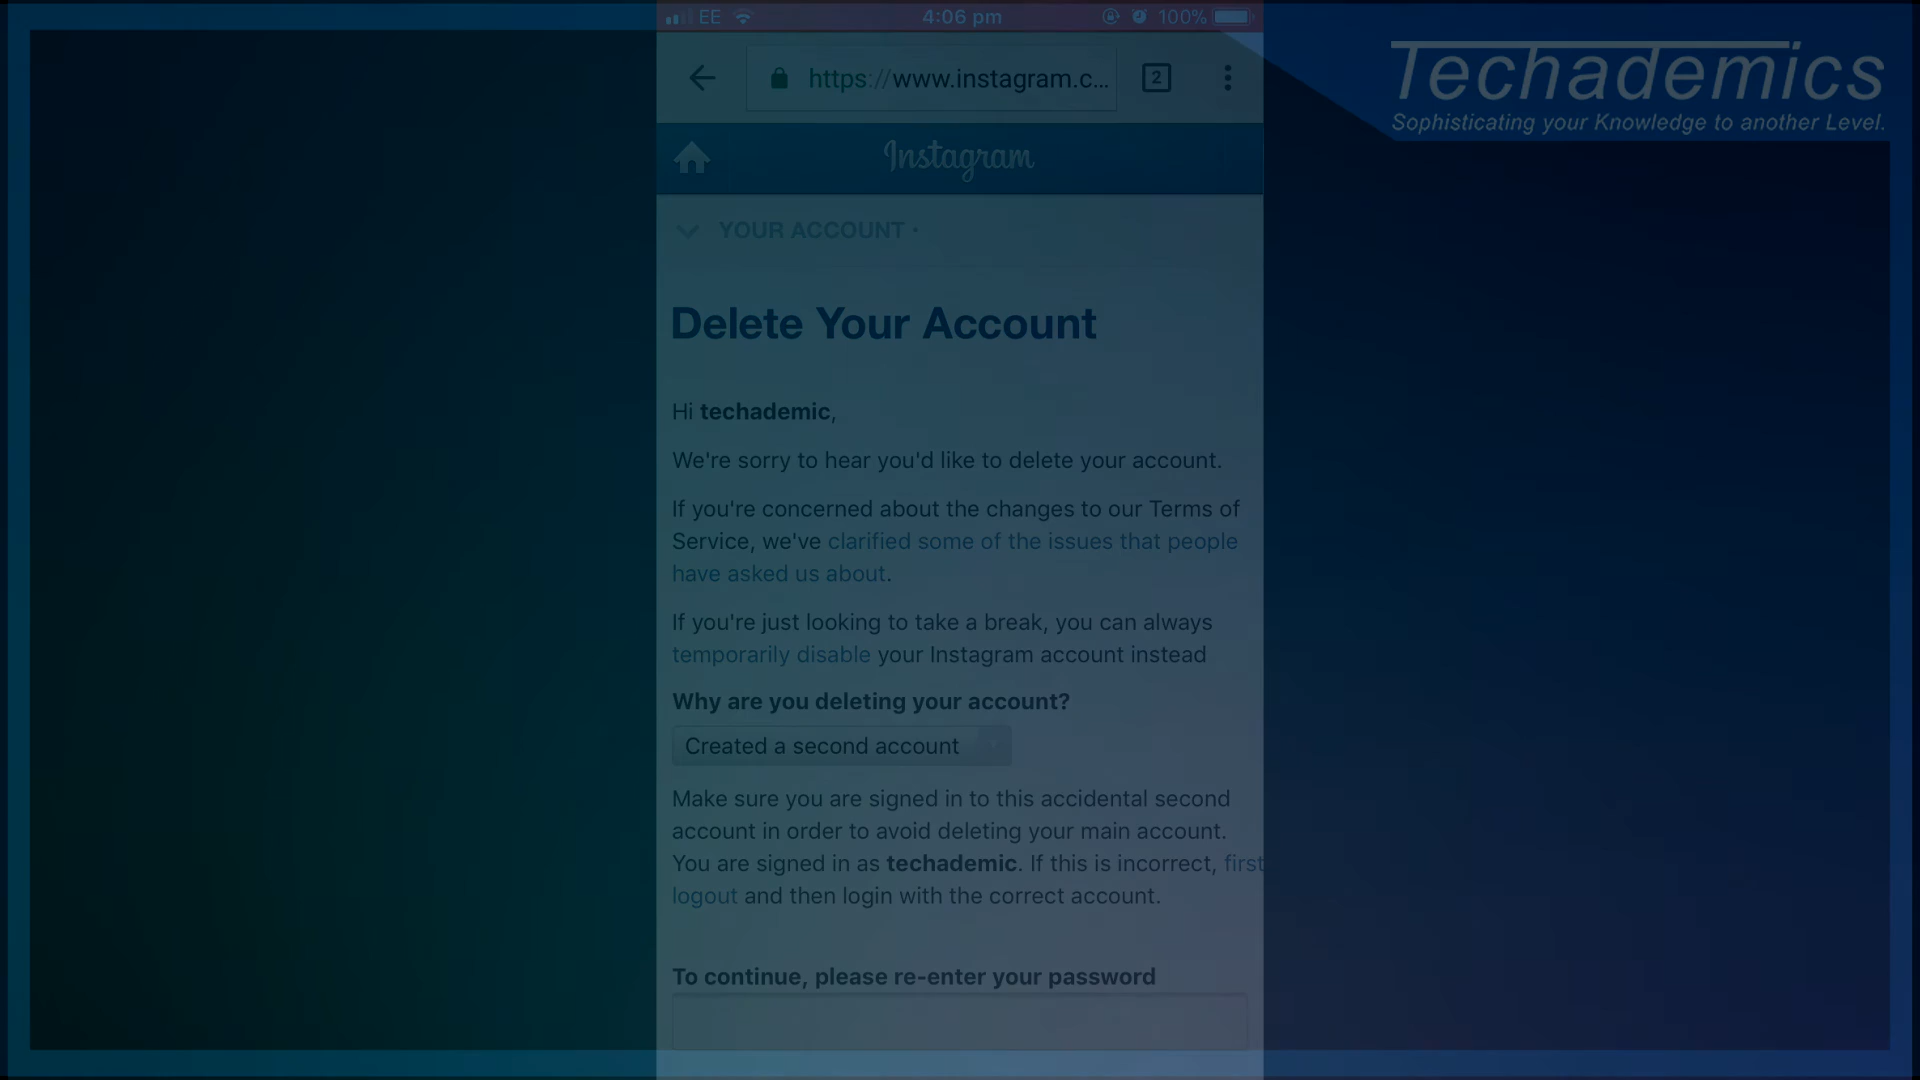 EE 4:06 pm 100%
https://www.instagram.c... 2
Techademics
Sophisticating your Knowledge to another Level.
Instagram
YOUR ACCOUNT ·
Delete Your Account
Hi techademic,
We're sorry to hear you'd like to delete your account.
If you're concerned about the changes to our Terms of
Service, we've clarified some of the issues that people
have asked us about.
If you're just looking to take a break, you can always
temporarily disable your Instagram account instead
Why are you deleting your account?
Created a second account
Make sure you are signed in to this accidental second
account in order to avoid deleting your main account.
You are signed in as techademic. If this is incorrect, first
logout and then login with the correct account.
To continue, please re-enter your password